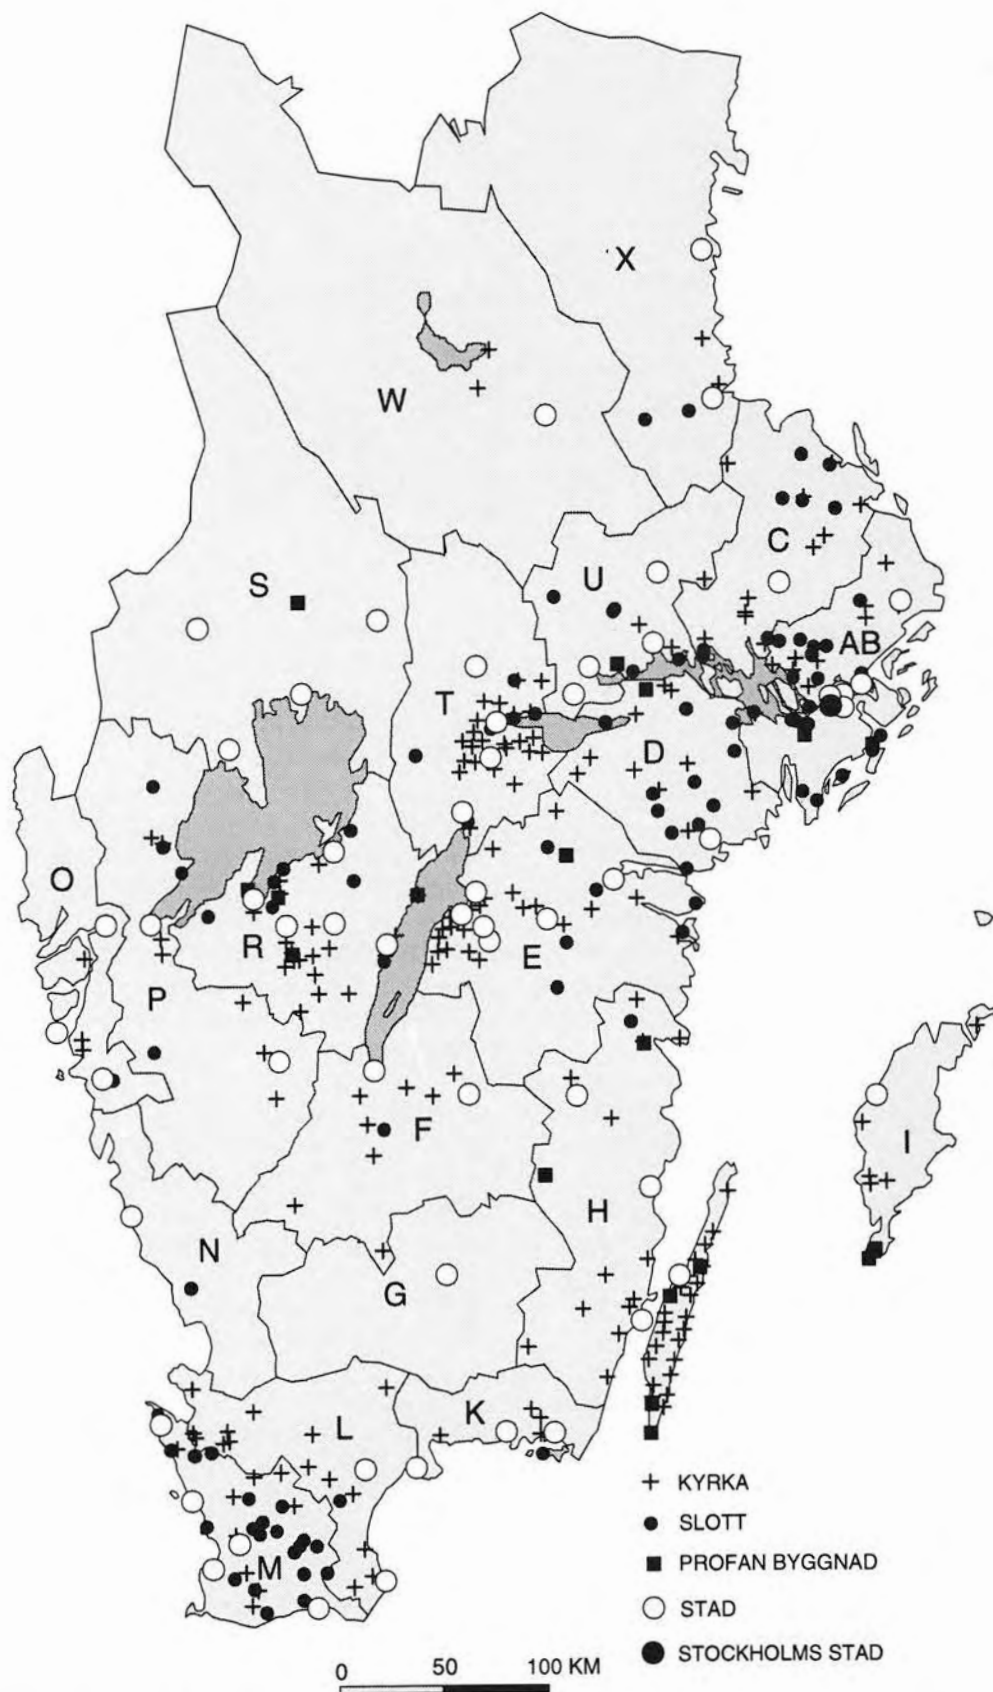 X
W
C
S
U
AB
T
D
O
R
E
P
I
F
H
N
G
K
L
M
KYRKA
SLOTT
PROFAN BYGGNAD
STAD
STOCKHOLMS STAD
0 50 100 KM